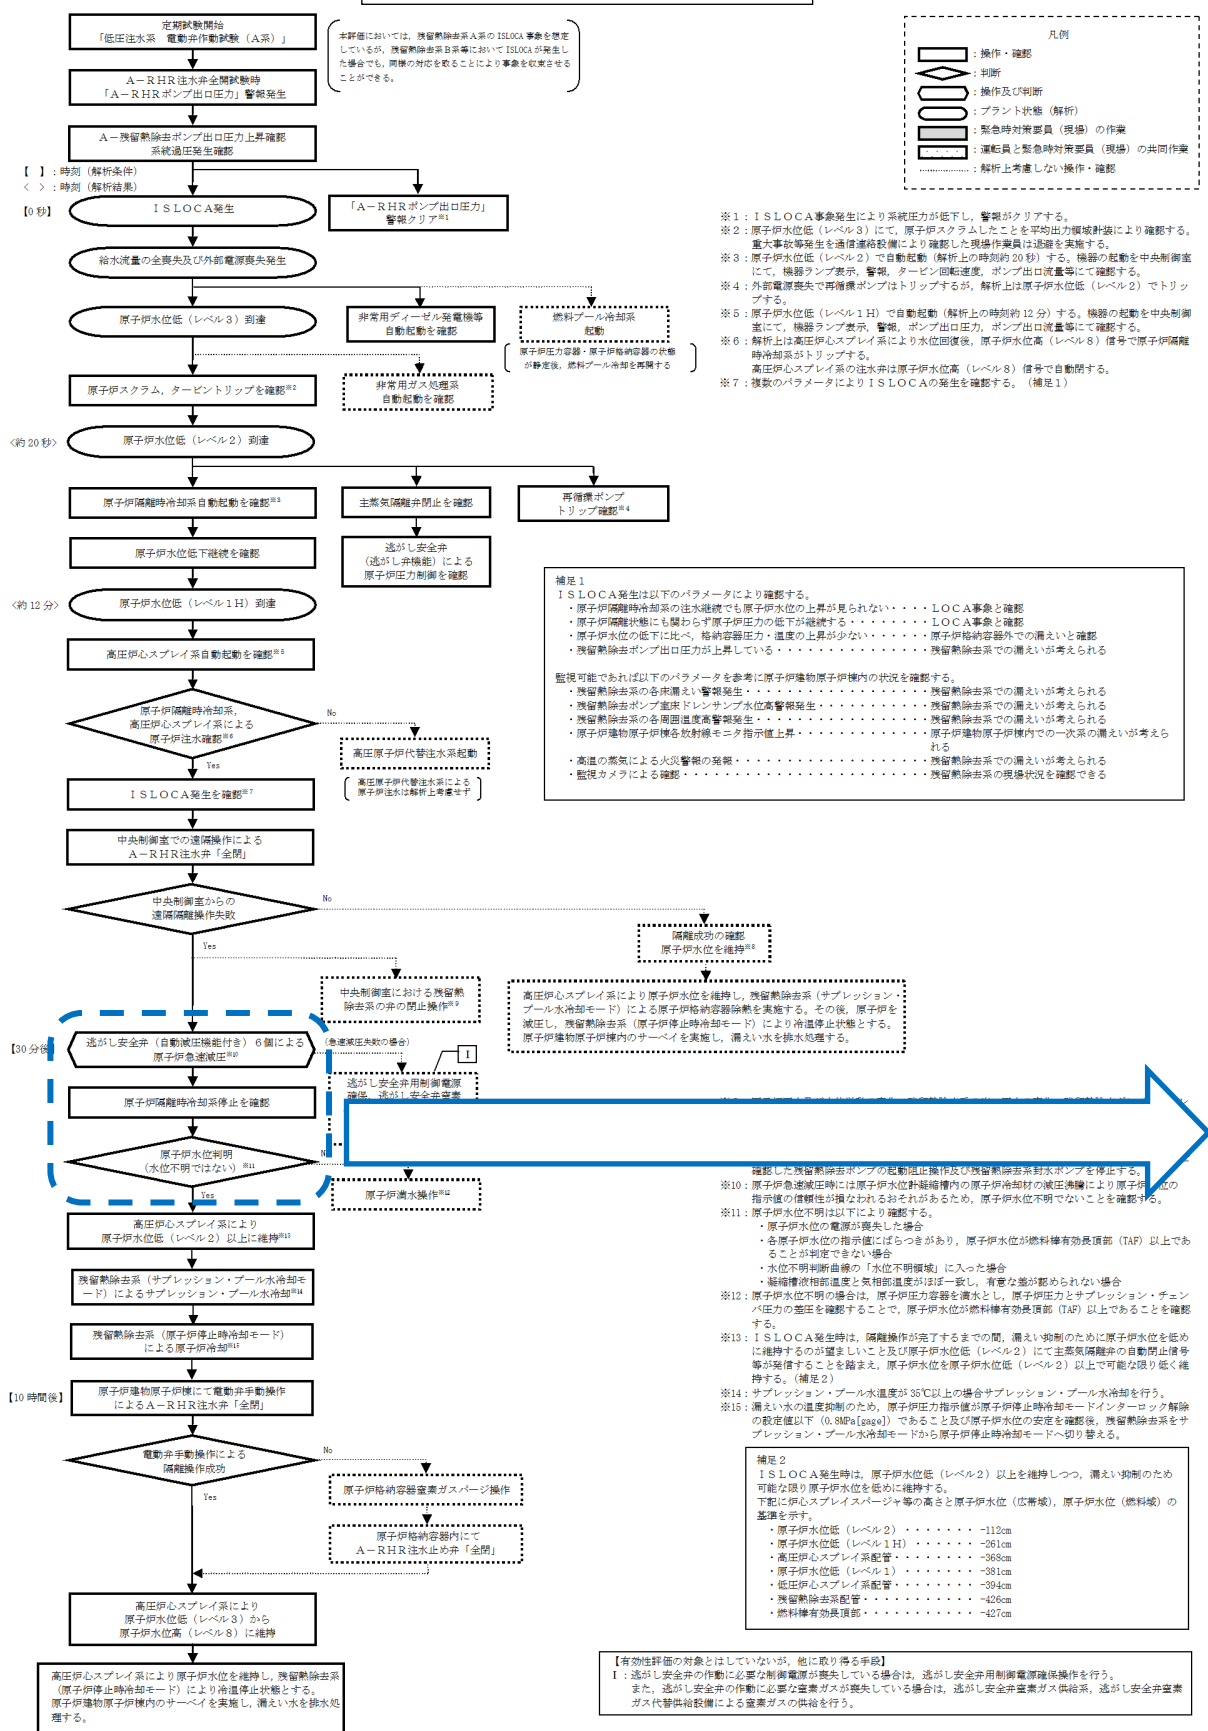 定期試験開始
「低圧注水系　電動弁作動試験（A系）」
本評価においては，残留熱除去系A系の ISLOCA 事象を想定
しているが，残留熱除去系B系等において ISLOCA が発生し
た場合でも，同様の対応を取ることにより事象を収束させる
ことができる。
凡例
：操作・確認
：判断
：操作及び判断
：プラント状態（解析）
：緊急時対策要員（現場）の作業
：運転員と緊急時対策要員（現場）の共同作業
：解析上考慮しない操作・確認
A－RHR注水弁全開試験時
「A－RHRポンプ出口圧力」警報発生
A－残留熱除去ポンプ出口圧力上昇確認
系統過圧発生確認
【　】：時刻（解析条件）
＜　＞：時刻（解析結果）
【0 秒】
ISLOCA発生
「A－RHRポンプ出口圧力」
警報クリア※1
給水流量の全喪失及び外部電源喪失発生
原子炉水位低（レベル3）到達
非常用ディーゼル発電機等
自動起動を確認
燃料プール冷却系
起動
原子炉圧力容器・原子炉格納容器の状態
が静定後，燃料プール冷却を再開する
原子炉スクラム，タービントリップを確認※2
非常用ガス処理系
自動起動を確認
<約 20 秒>
原子炉水位低（レベル2）到達
原子炉隔離時冷却系自動起動を確認※3
主蒸気隔離弁閉止を確認
再循環ポンプ
トリップ確認※4
原子炉水位低下継続を確認
逃がし安全弁
（逃がし弁機能）による
原子炉圧力制御を確認
<約 12 分>
原子炉水位低（レベル1H）到達
高圧炉心スプレイ系自動起動を確認※5
原子炉隔離時冷却系，
高圧炉心スプレイ系による
原子炉注水確認※6
No
Yes
高圧原子炉代替注水系起動
高圧原子炉代替注水系による
原子炉注水は解析上考慮せず
ISLOCA発生を確認※7
中央制御室での遠隔操作による
A－RHR注水弁「全閉」
中央制御室からの
遠隔隔離操作失敗
No
Yes
隔離成功の確認
原子炉水位を維持※8
中央制御室における残留熱
除去系の弁の閉止操作※9
高圧炉心スプレイ系により原子炉水位を維持し，残留熱除去系（サプレッション・
プール水冷却モード）による原子炉格納容器除熱を実施する。その後，原子炉を
減圧し，残留熱除去系（原子炉停止時冷却モード）により冷温停止状態とする。
原子炉建物原子炉棟内のサーベイを実施し，漏えい水を排水処理する。
【30 分後】
逃がし安全弁（自動減圧機能付き）6個による
原子炉急速減圧※10
（急速減圧失敗の場合）
I
逃がし安全弁用制御電源
確保，逃がし安全弁窒素
原子炉隔離時冷却系停止を確認
原子炉水位判明
（水位不明ではない）※11
Yes
原子炉満水操作※12
高圧炉心スプレイ系により
原子炉水位低（レベル2）以上に維持※13
残留熱除去系（サプレッション・プール水冷却モ
ード）によるサプレッション・プール水冷却※14
残留熱除去系（原子炉停止時冷却モード）
による原子炉冷却※15
【10 時間後】
原子炉建物原子炉棟にて電動弁手動操作
によるA－RHR注水弁「全閉」
電動弁手動操作による
隔離操作成功
No
Yes
原子炉格納容器窒素ガスパージ操作
原子炉格納容器内にて
A－RHR注水止め弁「全閉」
高圧炉心スプレイ系により
原子炉水位低（レベル3）から
原子炉水位高（レベル8）に維持
高圧炉心スプレイ系により原子炉水位を維持し，残留熱除去系
（原子炉停止時冷却モード）により冷温停止状態とする。
原子炉建物原子炉棟内のサーベイを実施し，漏えい水を排水処
理する。
※1：ISLOCA事象発生により系統圧力が低下し，警報がクリアする。
※2：原子炉水位低（レベル3）にて，原子炉スクラムしたことを平均出力領域計装により確認する。
重大事故等発生を通信連絡設備により確認した現場作業員は退避を実施する。
※3：原子炉水位低（レベル2）で自動起動（解析上の時刻約 20 秒）する。機器の起動を中央制御室
にて，機器ランプ表示，警報，タービン回転速度，ポンプ出口流量等にて確認する。
※4：外部電源喪失で再循環ポンプはトリップするが，解析上は原子炉水位低（レベル2）でトリッ
プする。
※5：原子炉水位低（レベル1H）で自動起動（解析上の時刻約 12 分）する。機器の起動を中央制御
室にて，機器ランプ表示，警報，ポンプ出口圧力，ポンプ出口流量等にて確認する。
※6：解析上は高圧炉心スプレイ系により水位回復後，原子炉水位高（レベル8）信号で原子炉隔離
時冷却系がトリップする。
高圧炉心スプレイ系の注水弁は原子炉水位高（レベル8）信号で自動閉する。
※7：複数のパラメータによりISLOCAの発生を確認する。（補足1）
補足1
ISLOCA発生は以下のパラメータにより確認する。
・原子炉隔離時冷却系の注水継続でも原子炉水位の上昇が見られない・・・・LOCA事象と確認
・原子炉隔離状態にも関わらず原子炉圧力の低下が継続する・・・・・・・・LOCA事象と確認
・原子炉水位の低下に比べ，格納容器圧力・温度の上昇が少ない・・・・・・原子炉格納容器外での漏えいと確認
・残留熱除去ポンプ出口圧力が上昇している・・・・・・・・・・・・・・・残留熱除去系での漏えいが考えられる
監視可能であれば以下のパラメータを参考に原子炉建物原子炉棟内の状況を確認する。
・残留熱除去系の各床漏えい警報発生・・・・・・・・・・・・・・・・・・残留熱除去系での漏えいが考えられる
・残留熱除去ポンプ室床ドレンサンプ水位高警報発生・・・・・・・・・・・残留熱除去系での漏えいが考えられる
・残留熱除去系の各周囲温度高警報発生・・・・・・・・・・・・・・・・・残留熱除去系での漏えいが考えられる
・原子炉建物原子炉棟各放射線モニタ指示値上昇・・・・・・・・・・・・・原子炉建物原子炉棟内での一次系の漏えいが考えら
れる
・高温の蒸気による火災警報の発報・・・・・・・・・・・・・・・・・・・残留熱除去系での漏えいが考えられる
・監視カメラによる確認・・・・・・・・・・・・・・・・・・・・・・・・残留熱除去系の現場状況を確認できる
確認した残留熱除去ポンプの起動阻止操作及び残留熱除去系封水ポンプを停止する。
※10：原子炉急速減圧時には原子炉水位計凝縮槽内の原子炉冷却材の減圧沸騰により原子炉水位の
指示値の信頼性が損なわれるおそれがあるため，原子炉水位不明でないことを確認する。
※11：原子炉水位不明は以下により確認する。
・原子炉水位の電源が喪失した場合
・各原子炉水位の指示値にばらつきがあり，原子炉水位が燃料棒有効長頂部（TAF）以上であ
ることが判定できない場合
・水位不明判断曲線の「水位不明領域」に入った場合
・凝縮槽液相部温度と気相部温度がほぼ一致し，有意な差が認められない場合
※12：原子炉水位不明の場合は，原子炉圧力容器を満水とし，原子炉圧力とサプレッション・チェン
バ圧力の差圧を確認することで，原子炉水位が燃料棒有効長頂部（TAF）以上であることを確認
する。
※13：ISLOCA発生時は，隔離操作が完了するまでの間，漏えい抑制のために原子炉水位を低め
に維持するのが望ましいこと及び原子炉水位低（レベル2）にて主蒸気隔離弁の自動閉止信号
等が発信することを踏まえ，原子炉水位を原子炉水位低（レベル2）以上で可能な限り低く維
持する。（補足2）
※14：サプレッション・プール水温度が 35℃以上の場合サプレッション・プール水冷却を行う。
※15：漏えい水の温度抑制のため，原子炉圧力指示値が原子炉停止時冷却モードインターロック解除
の設定値以下（0.8MPa[gage]）であること及び原子炉水位の安定を確認後，残留熱除去系をサ
プレッション・プール水冷却モードから原子炉停止時冷却モードへ切り替える。
補足2
ISLOCA発生時は，原子炉水位低（レベル2）以上を維持しつつ，漏えい抑制のため
可能な限り原子炉水位を低めに維持する。
下記に炉心スプレイスパージャ等の高さと原子炉水位（広帯域），原子炉水位（燃料域）の
基準を示す。
・原子炉水位低（レベル2）・・・・・・・-112cm
・原子炉水位低（レベル1H）・・・・・・-261cm
・高圧炉心スプレイ系配管・・・・・・・・-368cm
・原子炉水位低（レベル1）・・・・・・・-381cm
・低圧炉心スプレイ系配管・・・・・・・・-394cm
・残留熱除去系配管・・・・・・・・・・・-426cm
・燃料棒有効長頂部・・・・・・・・・・・-427cm
【有効性評価の対象とはしていないが，他に取り得る手段】
I：逃がし安全弁の作動に必要な制御電源が喪失している場合は，逃がし安全弁用制御電源確保操作を行う。
また，逃がし安全弁の作動に必要な窒素ガスが喪失している場合は，逃がし安全弁窒素ガス供給系，逃がし安全弁窒素
ガス代替供給設備による窒素ガスの供給を行う。